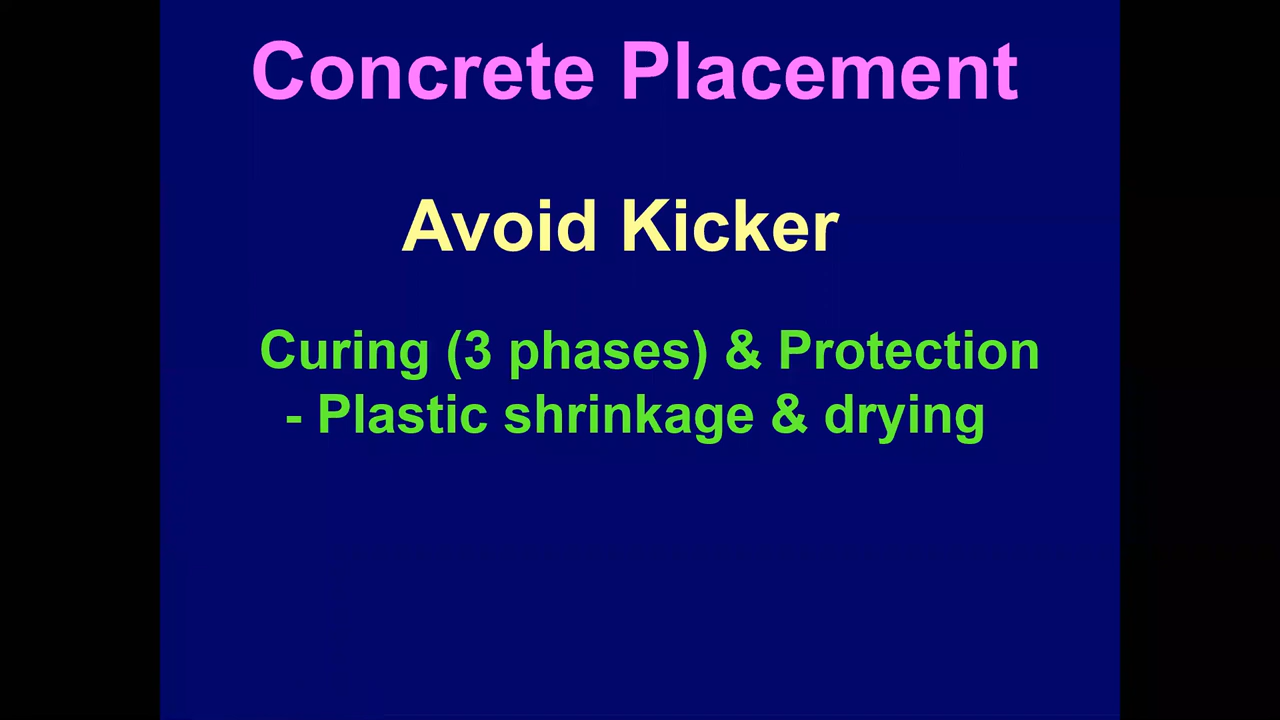 Concrete Placement
Avoid Kicker
Curing (3 phases) & Protection
- Plastic shrinkage & drying